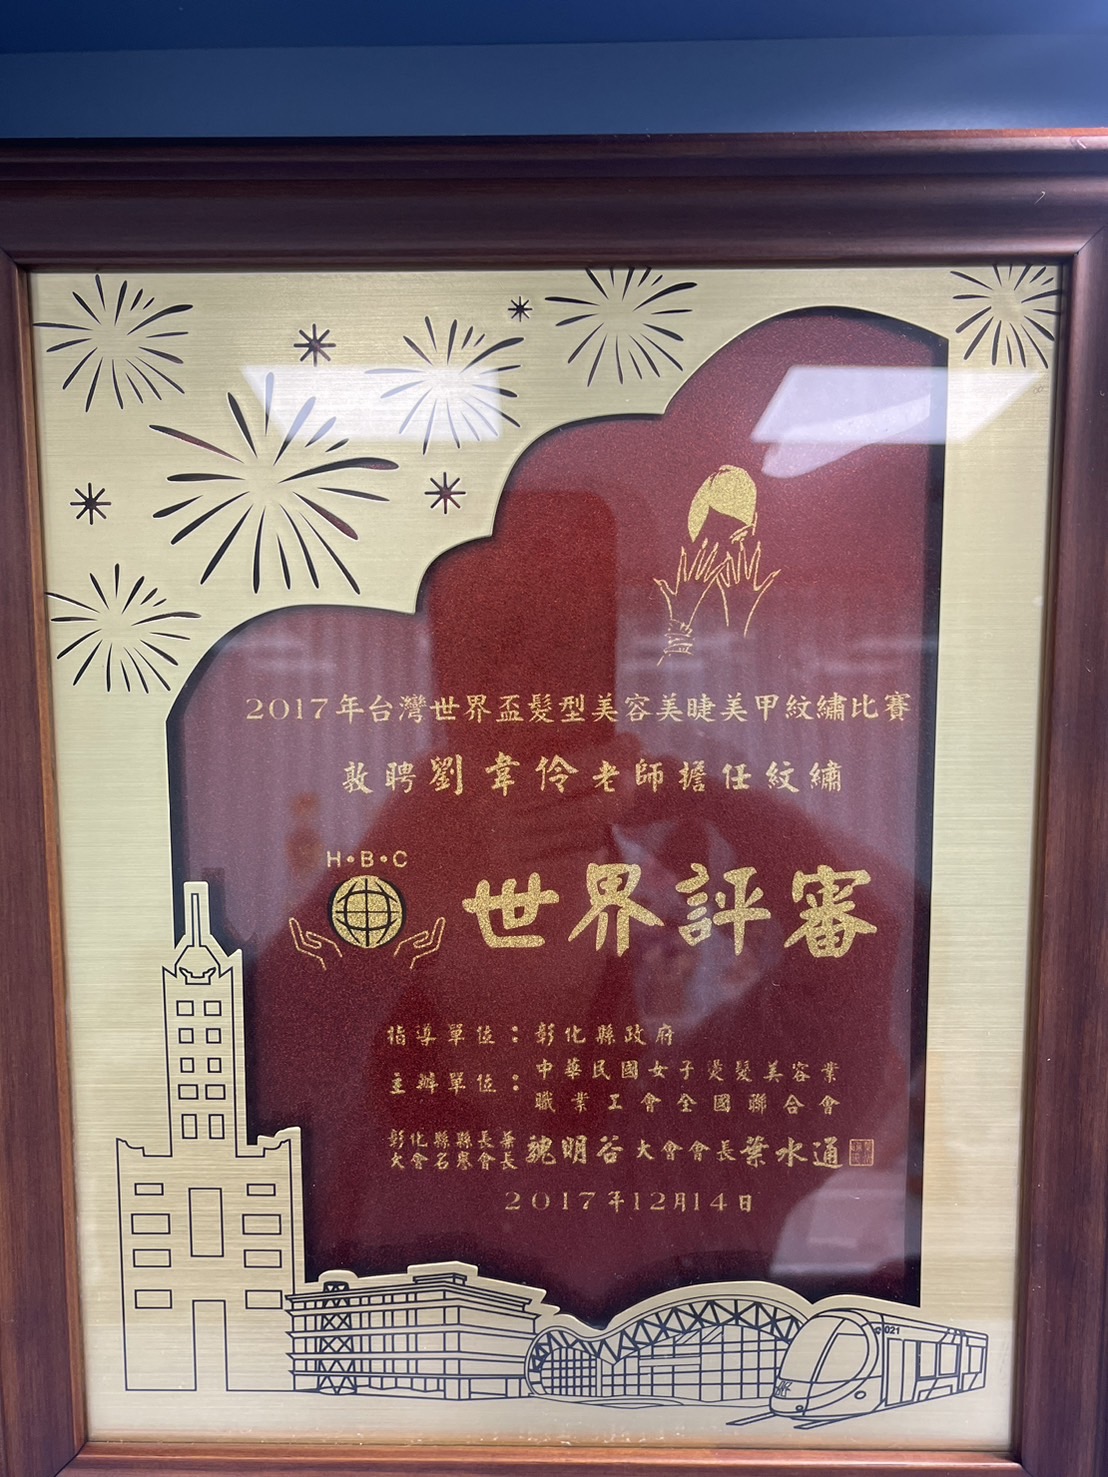 2017年台灣世界盃髮型美容美睫美甲紋繡比賽
敦聘劉韋伶老師擔任紋繡
H·B·C
世界評審
指導單位：彰化縣政府
主辦單位：中華民國女子燙髮美容業
職業工會全國聯合會
彰化縣縣長兼
大會名譽會長 魏明谷 大會會長 葉水通
2017年12月14日
021